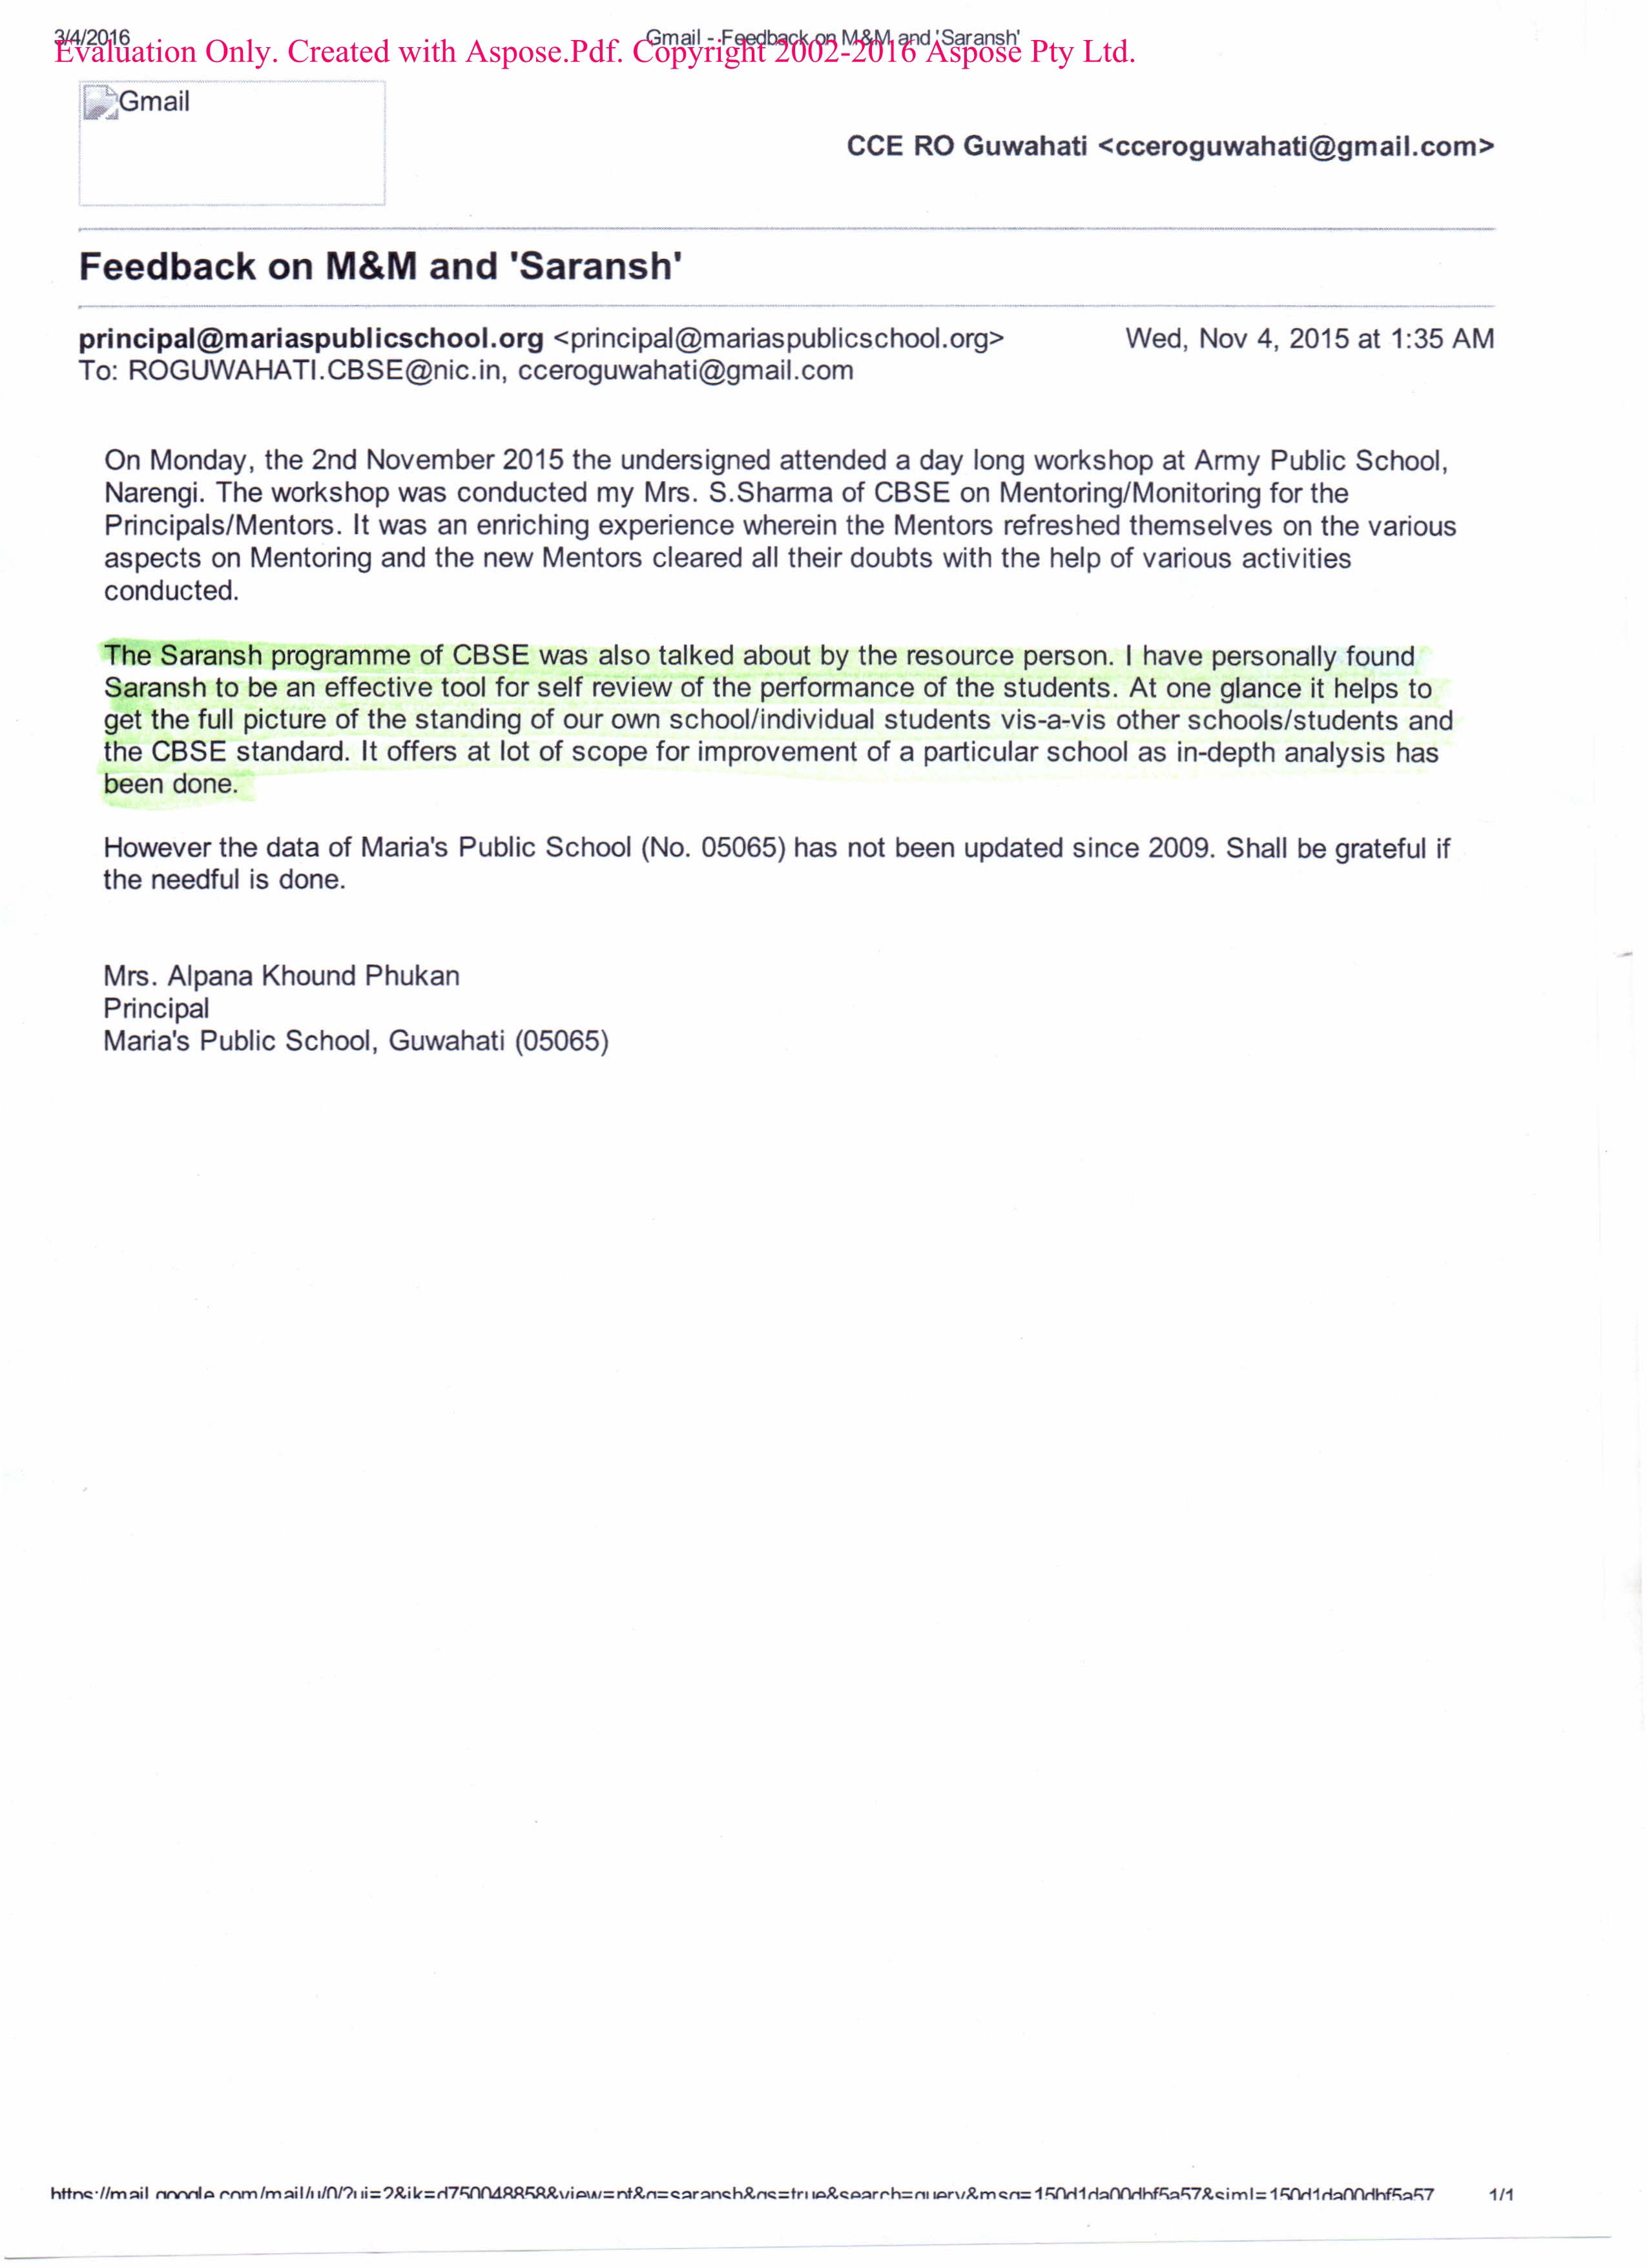 3/4/2016
Gmail - Feedback on M&M and 'Saransh'
Evaluation Only. Created with Aspose.Pdf. Copyright 2002-2016 Aspose Pty Ltd.
Gmail
CCE RO Guwahati <cceroguwahati@gmail.com>
Feedback on M&M and 'Saransh'
principal@mariaspublicschool.org <principal@mariaspublicschool.org> Wed, Nov 4, 2015 at 1:35 AM
To: ROGUWAHATI.CBSE@nic.in, cceroguwahati@gmail.com
On Monday, the 2nd November 2015 the undersigned attended a day long workshop at Army Public School,
Narengi. The workshop was conducted my Mrs. S.Sharma of CBSE on Mentoring/Monitoring for the
Principals/Mentors. It was an enriching experience wherein the Mentors refreshed themselves on the various
aspects on Mentoring and the new Mentors cleared all their doubts with the help of various activities
conducted.
The Saransh programme of CBSE was also talked about by the resource person. I have personally found
Saransh to be an effective tool for self review of the performance of the students. At one glance it helps to
get the full picture of the standing of our own school/individual students vis-a-vis other schools/students and
the CBSE standard. It offers at lot of scope for improvement of a particular school as in-depth analysis has
been done.
However the data of Maria's Public School (No. 05065) has not been updated since 2009. Shall be grateful if
the needful is done.
Mrs. Alpana Khound Phukan
Principal
Maria's Public School, Guwahati (05065)
https://mail.google.com/mail/u/0/?ui=2&ik=d750048858&view=pt&q=saransh&qs=true&search=query&msg=150d1da00dbf5a57&siml=150d1da00dbf5a57 1/1